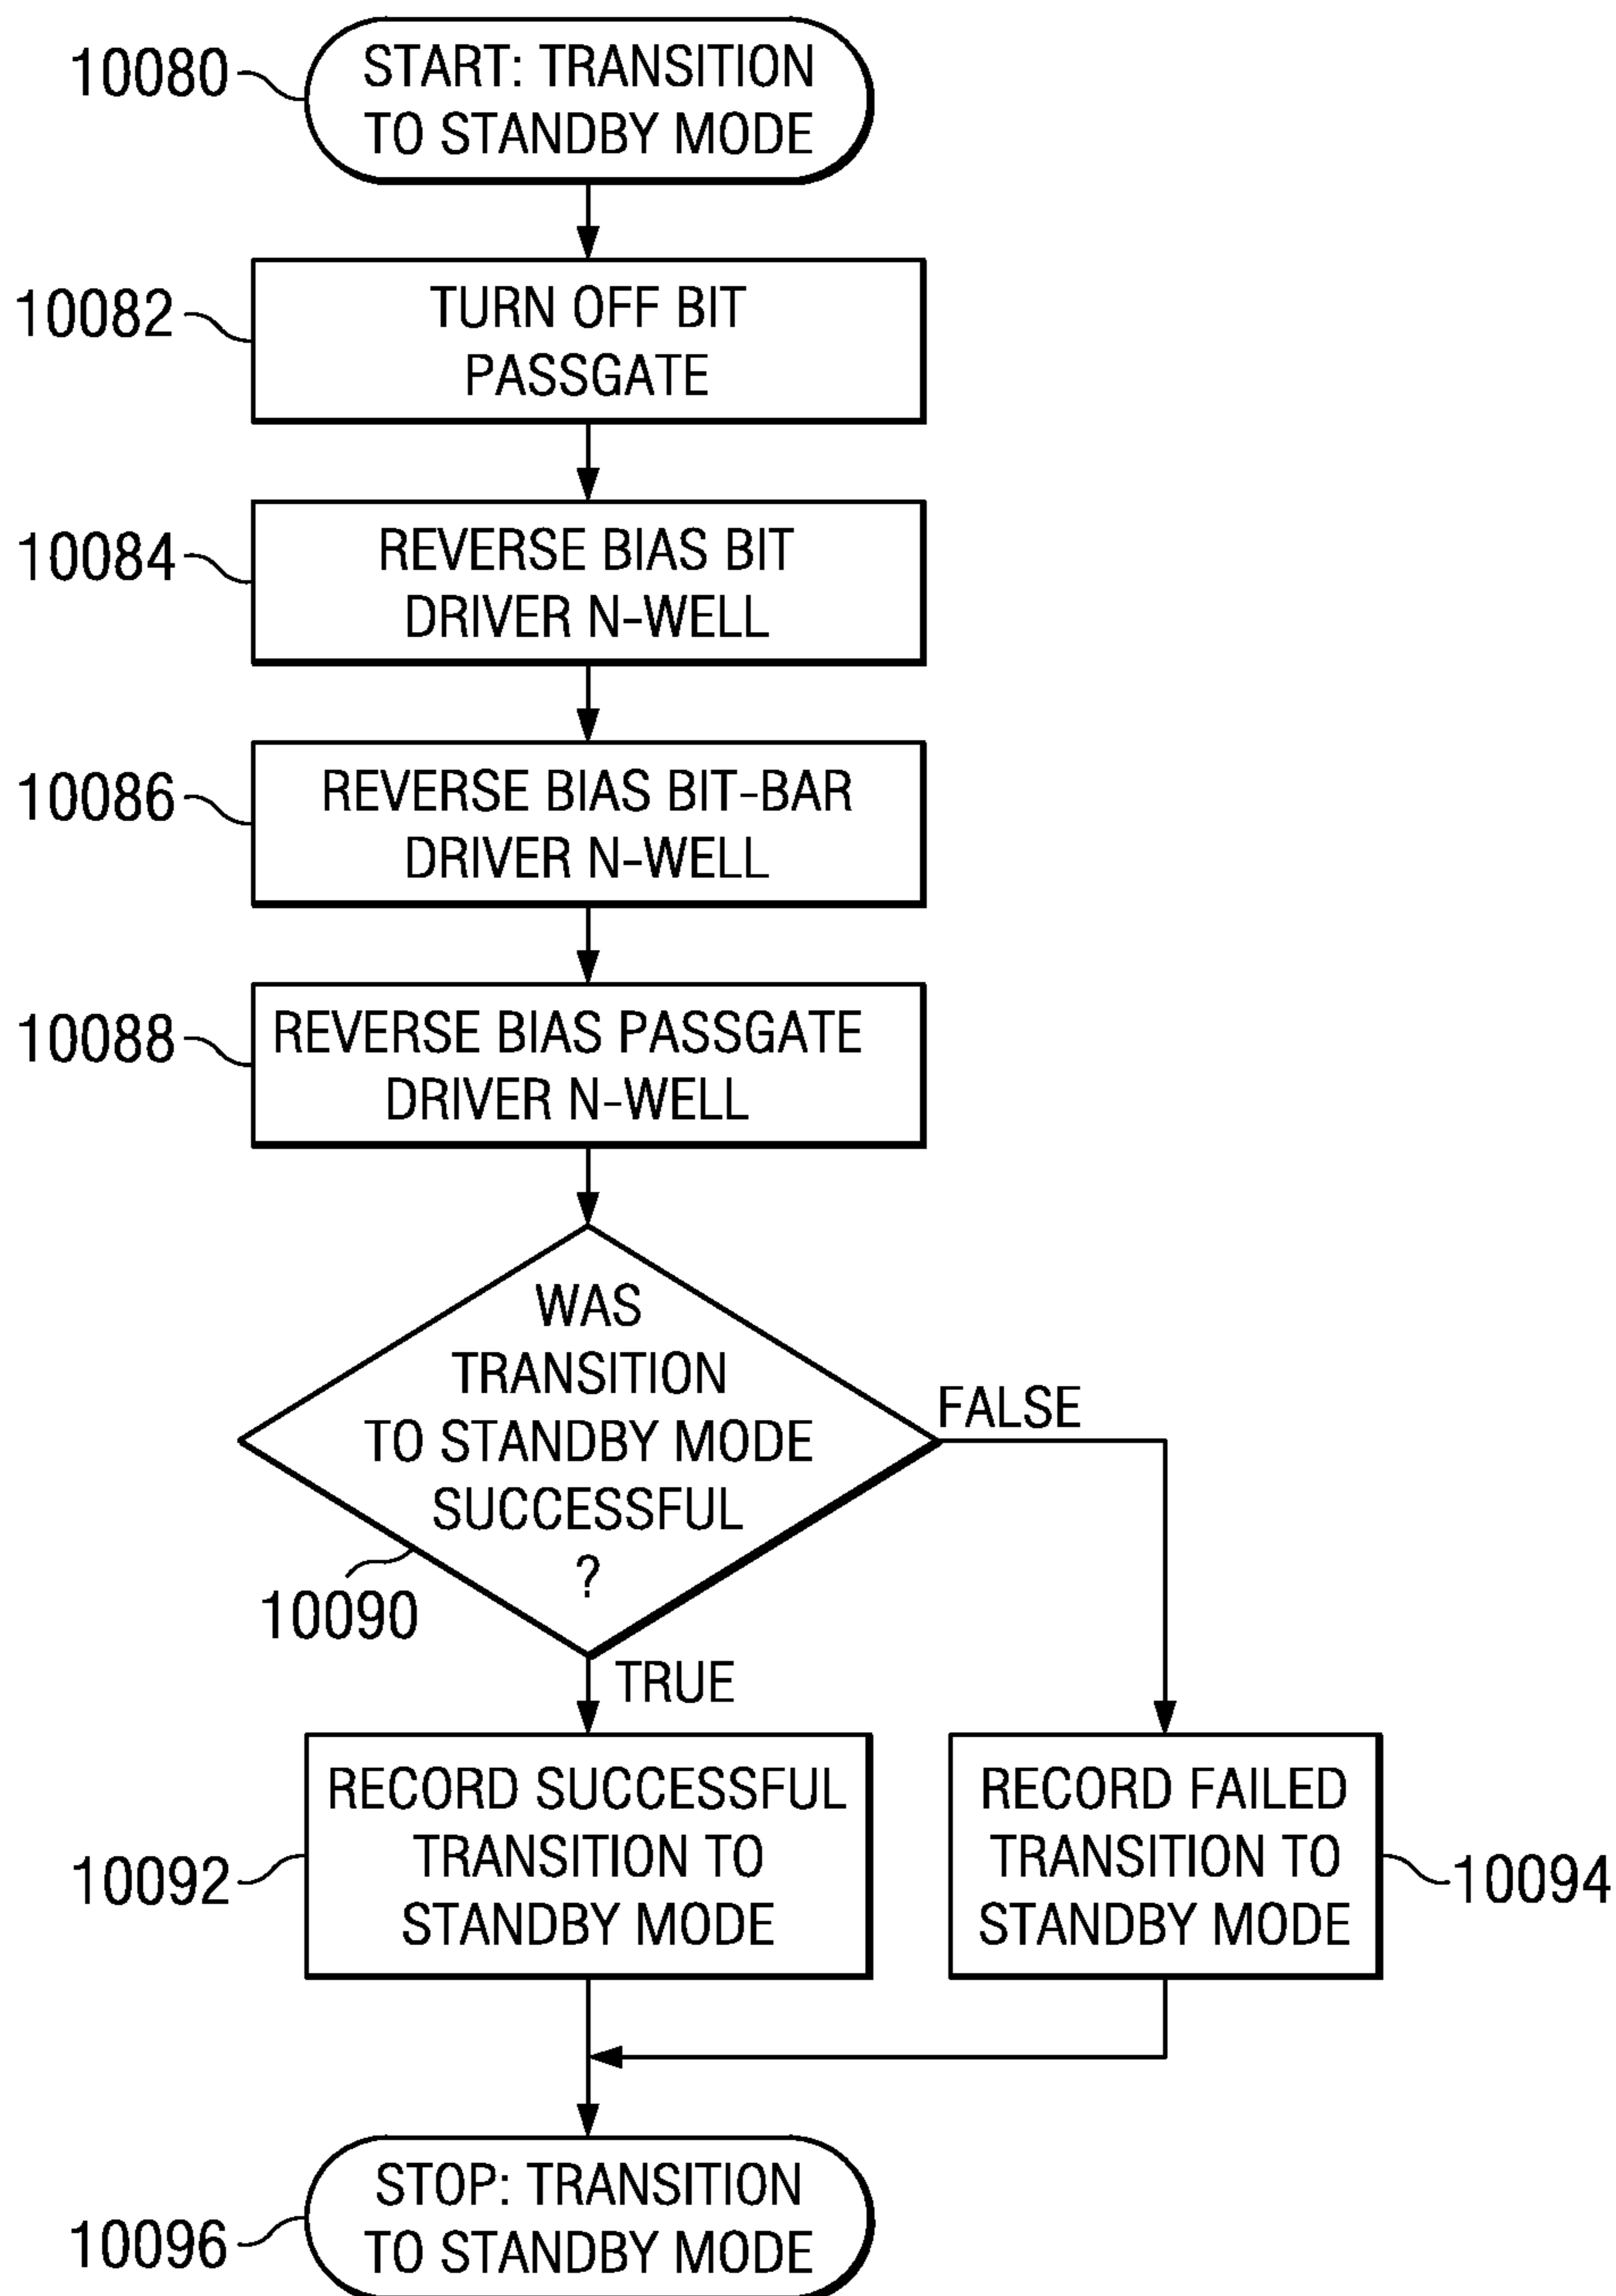 10080
START: TRANSITION
TO STANDBY MODE
10082
TURN OFF BIT
PASSGATE
10084
REVERSE BIAS BIT
DRIVER N-WELL
10086
REVERSE BIAS BIT-BAR
DRIVER N-WELL
10088
REVERSE BIAS PASSGATE
DRIVER N-WELL
WAS
TRANSITION
TO STANDBY MODE
SUCCESSFUL
?
10090
FALSE
TRUE
RECORD SUCCESSFUL
TRANSITION TO
STANDBY MODE
10092
RECORD FAILED
TRANSITION TO
STANDBY MODE
10094
STOP: TRANSITION
TO STANDBY MODE
10096